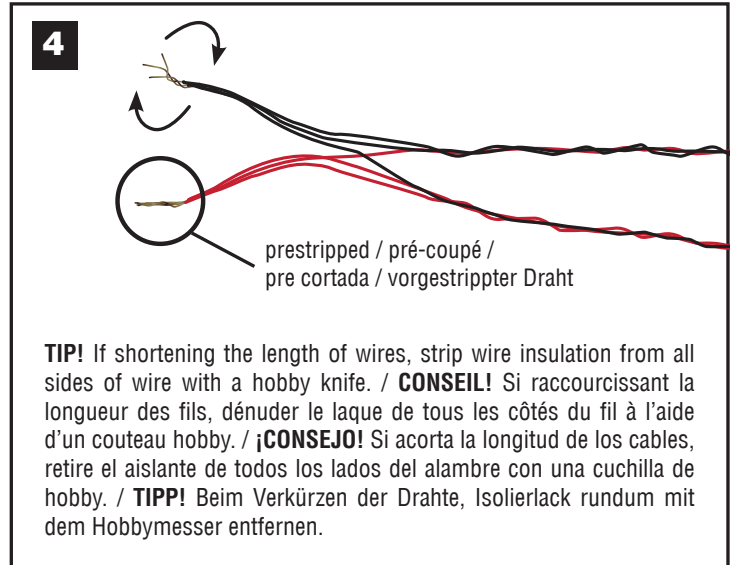 4
prestripped / pré-coupé /
pre cortada / vorgestrippter Draht
TIP! If shortening the length of wires, strip wire insulation from all
sides of wire with a hobby knife. / CONSEIL! Si raccourcissant la
longueur des fils, dénuder le laque de tous les côtés du fil à l’aide
d’un couteau hobby. / ¡CONSEJO! Si acorta la longitud de los cables,
retire el aislante de todos los lados del alambre con una cuchilla de
hobby. / TIPP! Beim Verkürzen der Drahte, Isolierlack rundum mit
dem Hobbymesser entfernen.